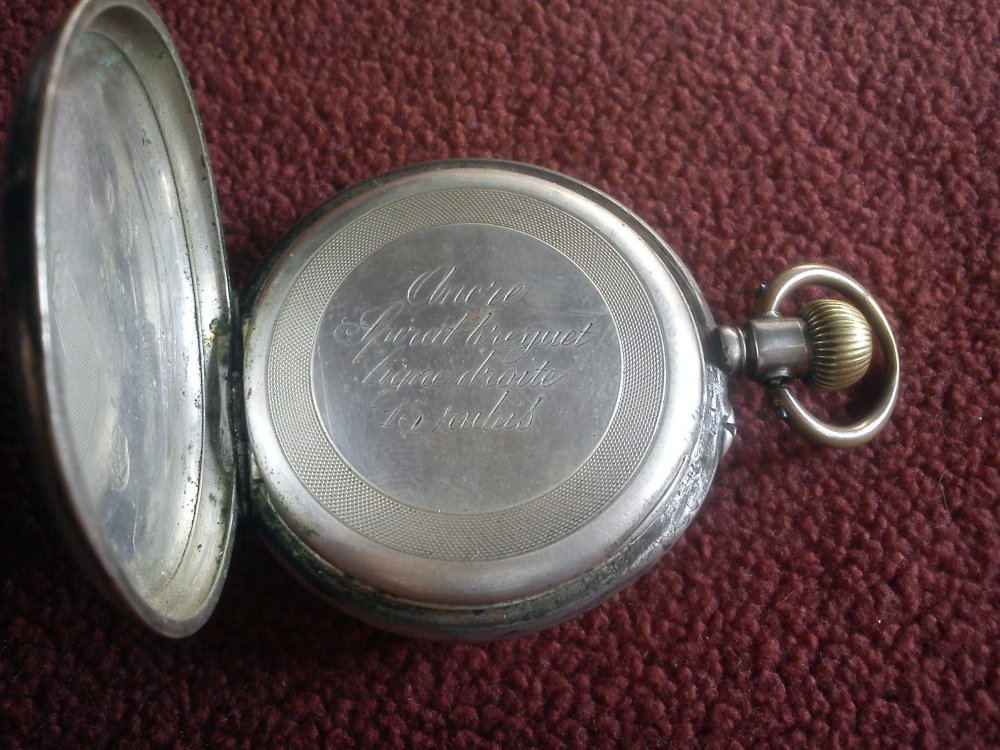 Ancre
Spiral Breguet
ligne droite
15 rubis